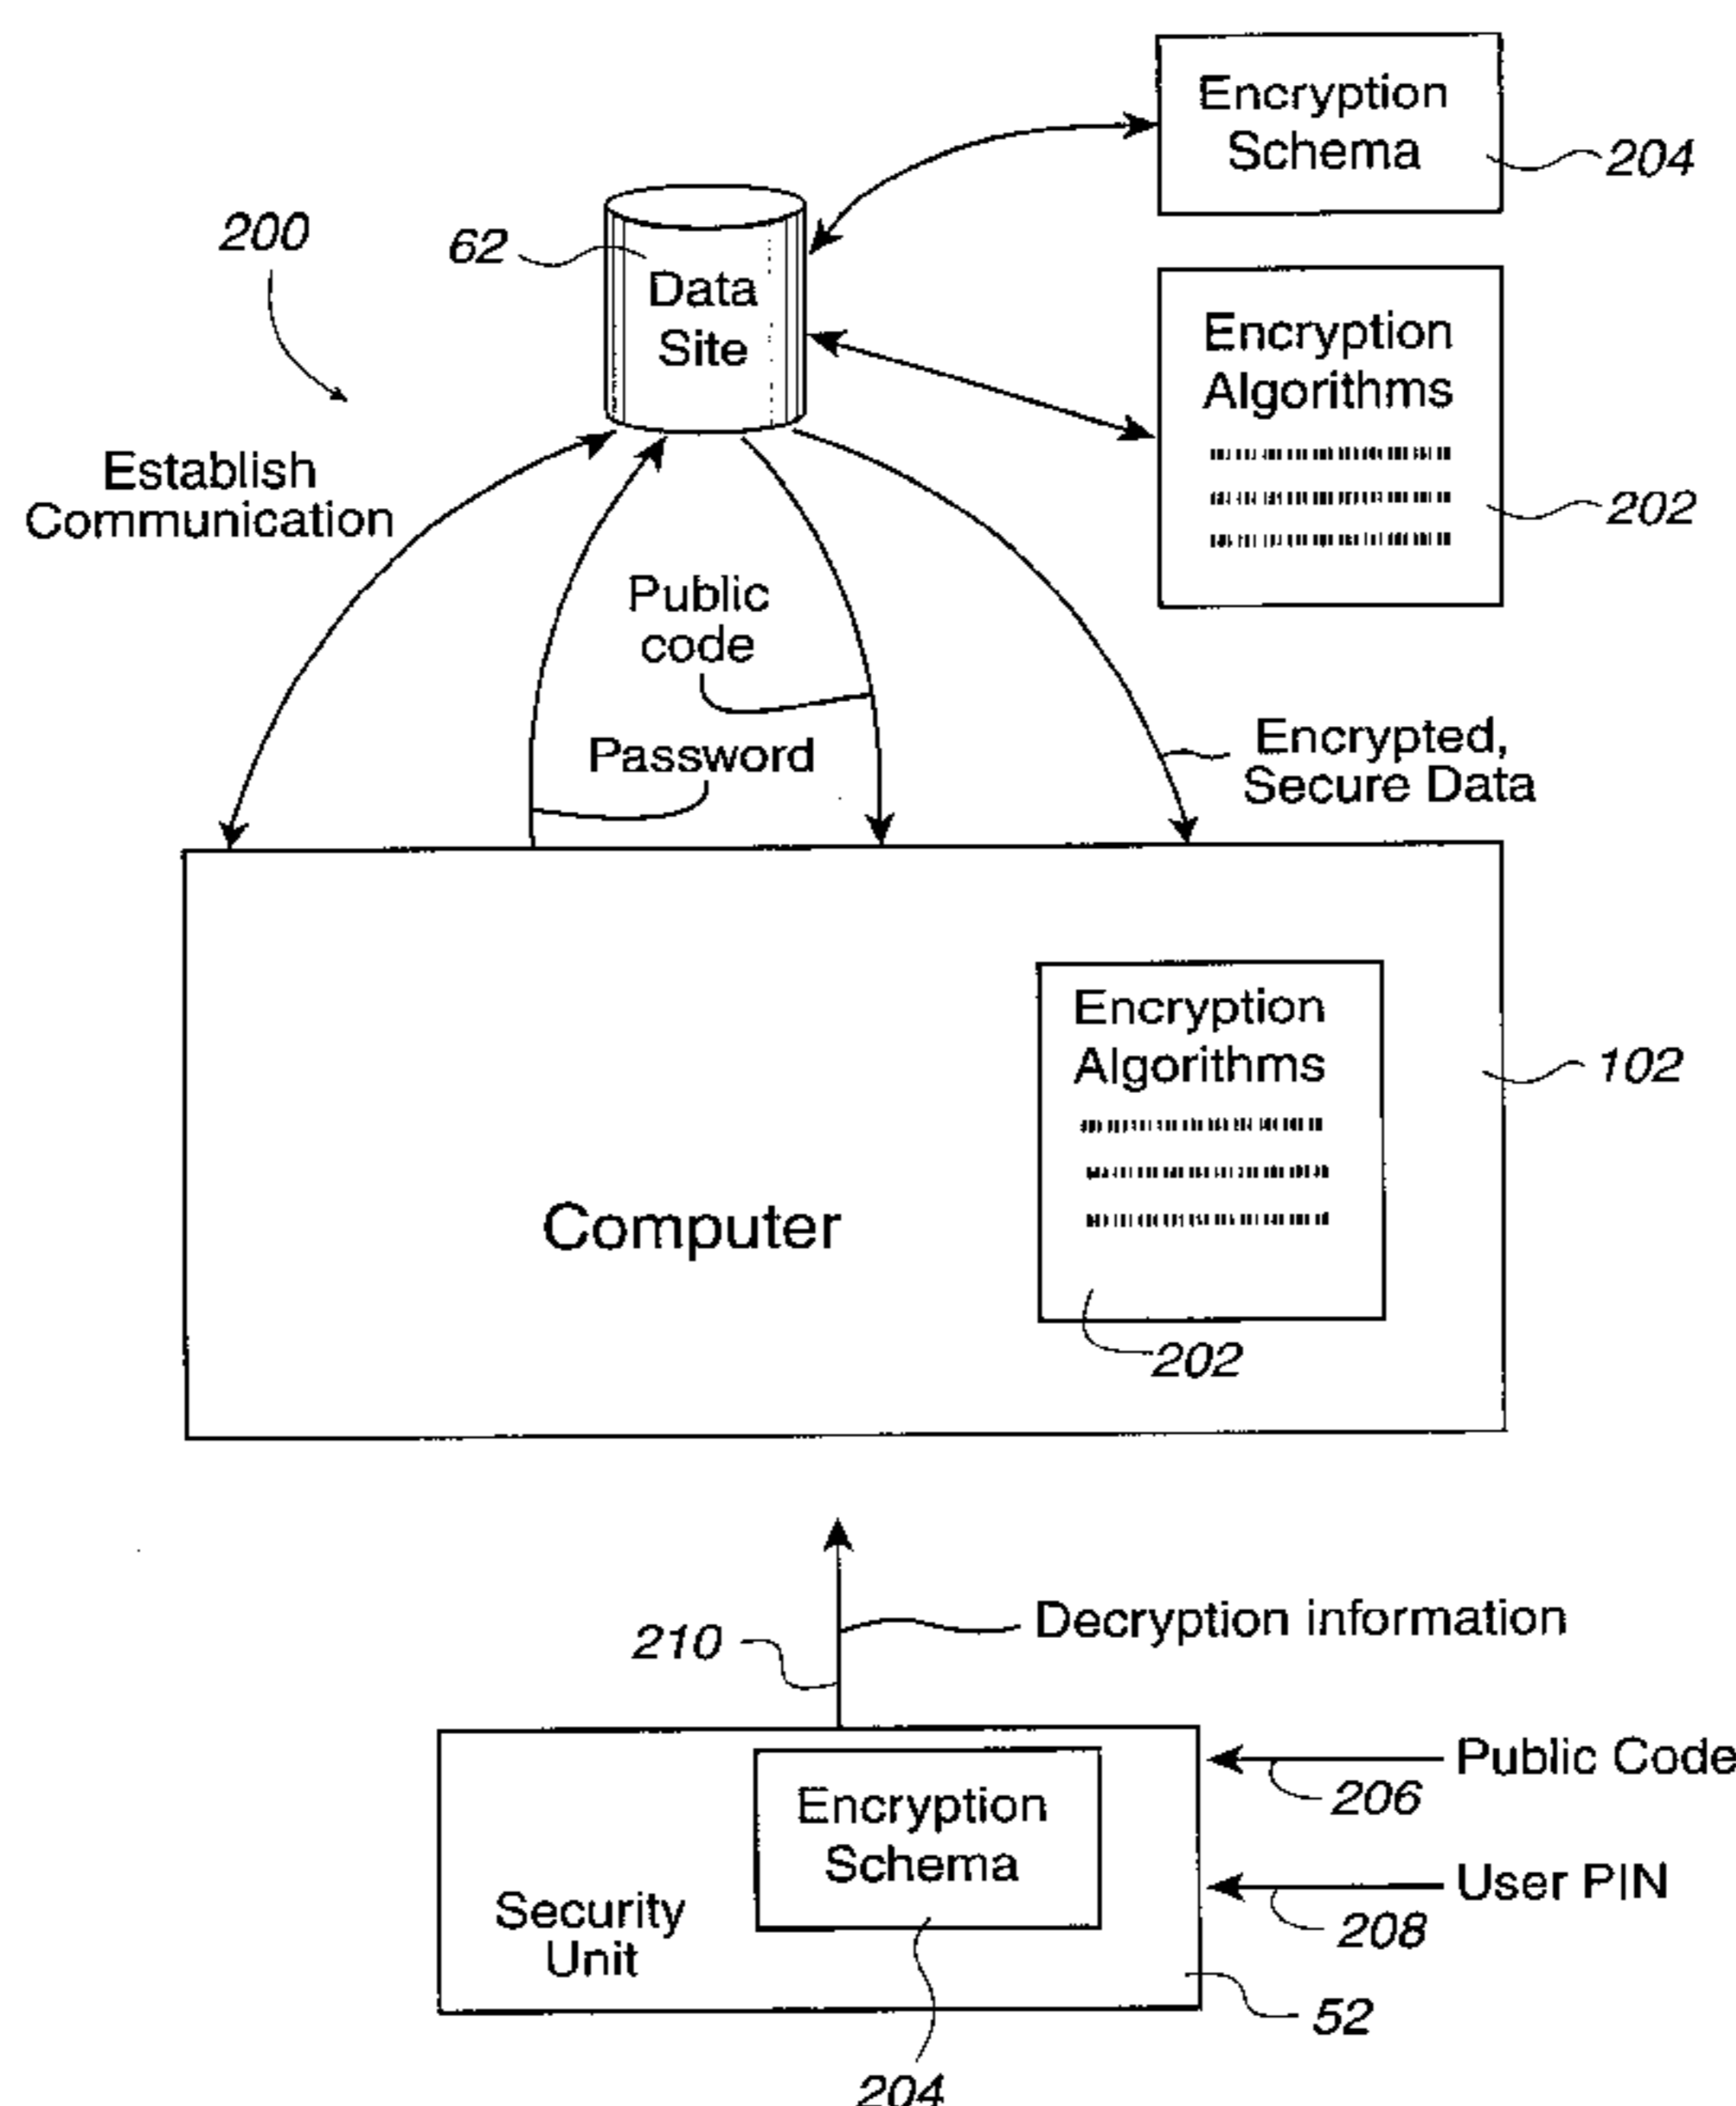 Encryption
Schema
204
200
62
Data
Site
Encryption
Algorithms
202
Establish
Communication
Public
code
Password
Encrypted,
Secure Data
Encryption
Algorithms
102
Computer
202
Decryption information
210
Public Code
206
Encryption
Schema
User PIN
208
Security
Unit
52
204